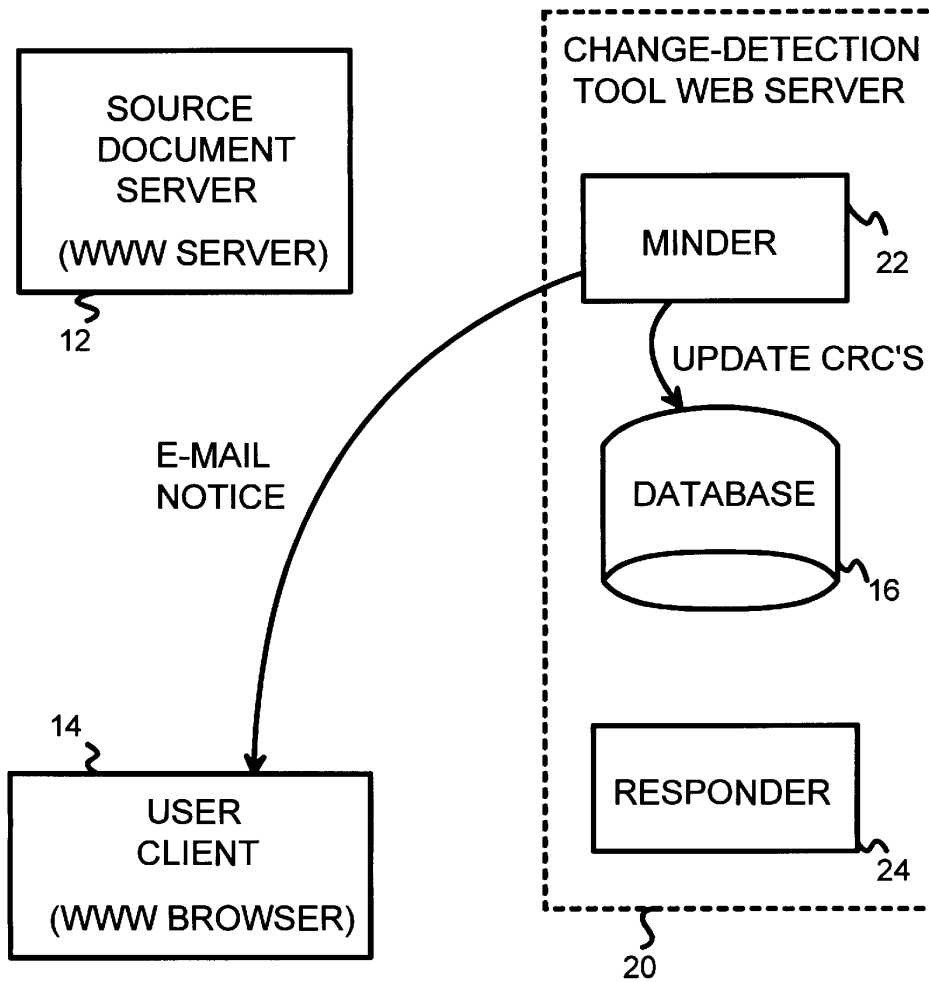 SOURCE
DOCUMENT
SERVER
(WWW SERVER)
12
CHANGE-DETECTION
TOOL WEB SERVER
MINDER
22
UPDATE CRC'S
E-MAIL
NOTICE
DATABASE
16
14
USER
CLIENT
(WWW BROWSER)
RESPONDER
24
20